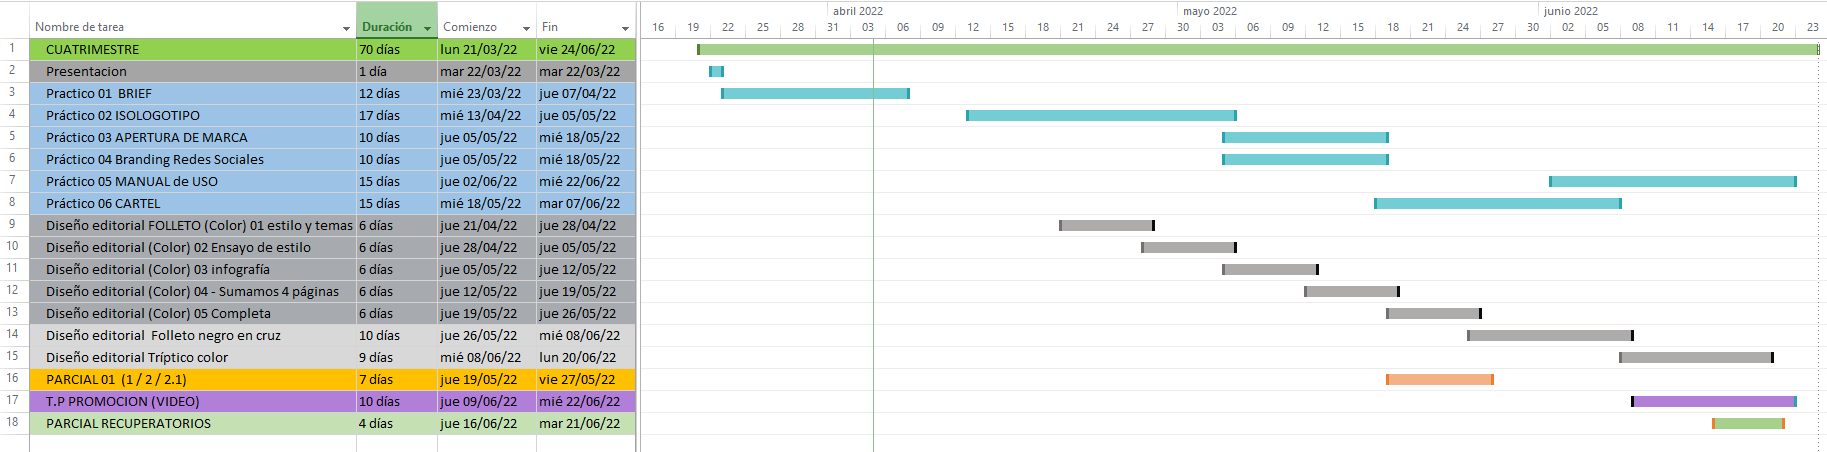 abril 2022 mayo 2022 junio 2022
Nombre de tarea Duración Comienzo Fin 16 19 22 25 28 31 03 06 09 12 15 18 21 24 27 30 03 06 09 12 15 18 21 24 27 30 02 05 08 11 14 17 20 23
1 CUATRIMESTRE 70 días lun 21/03/22 vie 24/06/22
2 Presentacion 1 día mar 22/03/22 mar 22/03/22
3 Practico 01 BRIEF 12 días mié 23/03/22 jue 07/04/22
4 Práctico 02 ISOLOGOTIPO 17 días mié 13/04/22 jue 05/05/22
5 Práctico 03 APERTURA DE MARCA 10 días jue 05/05/22 mié 18/05/22
6 Práctico 04 Branding Redes Sociales 10 días jue 05/05/22 mié 18/05/22
7 Práctico 05 MANUAL de USO 15 días jue 02/06/22 mié 22/06/22
8 Práctico 06 CARTEL 15 días mié 18/05/22 mar 07/06/22
9 Diseño editorial FOLLETO (Color) 01 estilo y temas 6 días jue 21/04/22 jue 28/04/22
10 Diseño editorial (Color) 02 Ensayo de estilo 6 días jue 28/04/22 jue 05/05/22
11 Diseño editorial (Color) 03 infografía 6 días jue 05/05/22 jue 12/05/22
12 Diseño editorial (Color) 04 - Sumamos 4 páginas 6 días jue 12/05/22 jue 19/05/22
13 Diseño editorial (Color) 05 Completa 6 días jue 19/05/22 jue 26/05/22
14 Diseño editorial Folleto negro en cruz 10 días jue 26/05/22 mié 08/06/22
15 Diseño editorial Tríptico color 9 días mié 08/06/22 lun 20/06/22
16 PARCIAL 01 (1 / 2 / 2.1) 7 días jue 19/05/22 vie 27/05/22
17 T.P PROMOCION (VIDEO) 10 días jue 09/06/22 mié 22/06/22
18 PARCIAL RECUPERATORIOS 4 días jue 16/06/22 mar 21/06/22